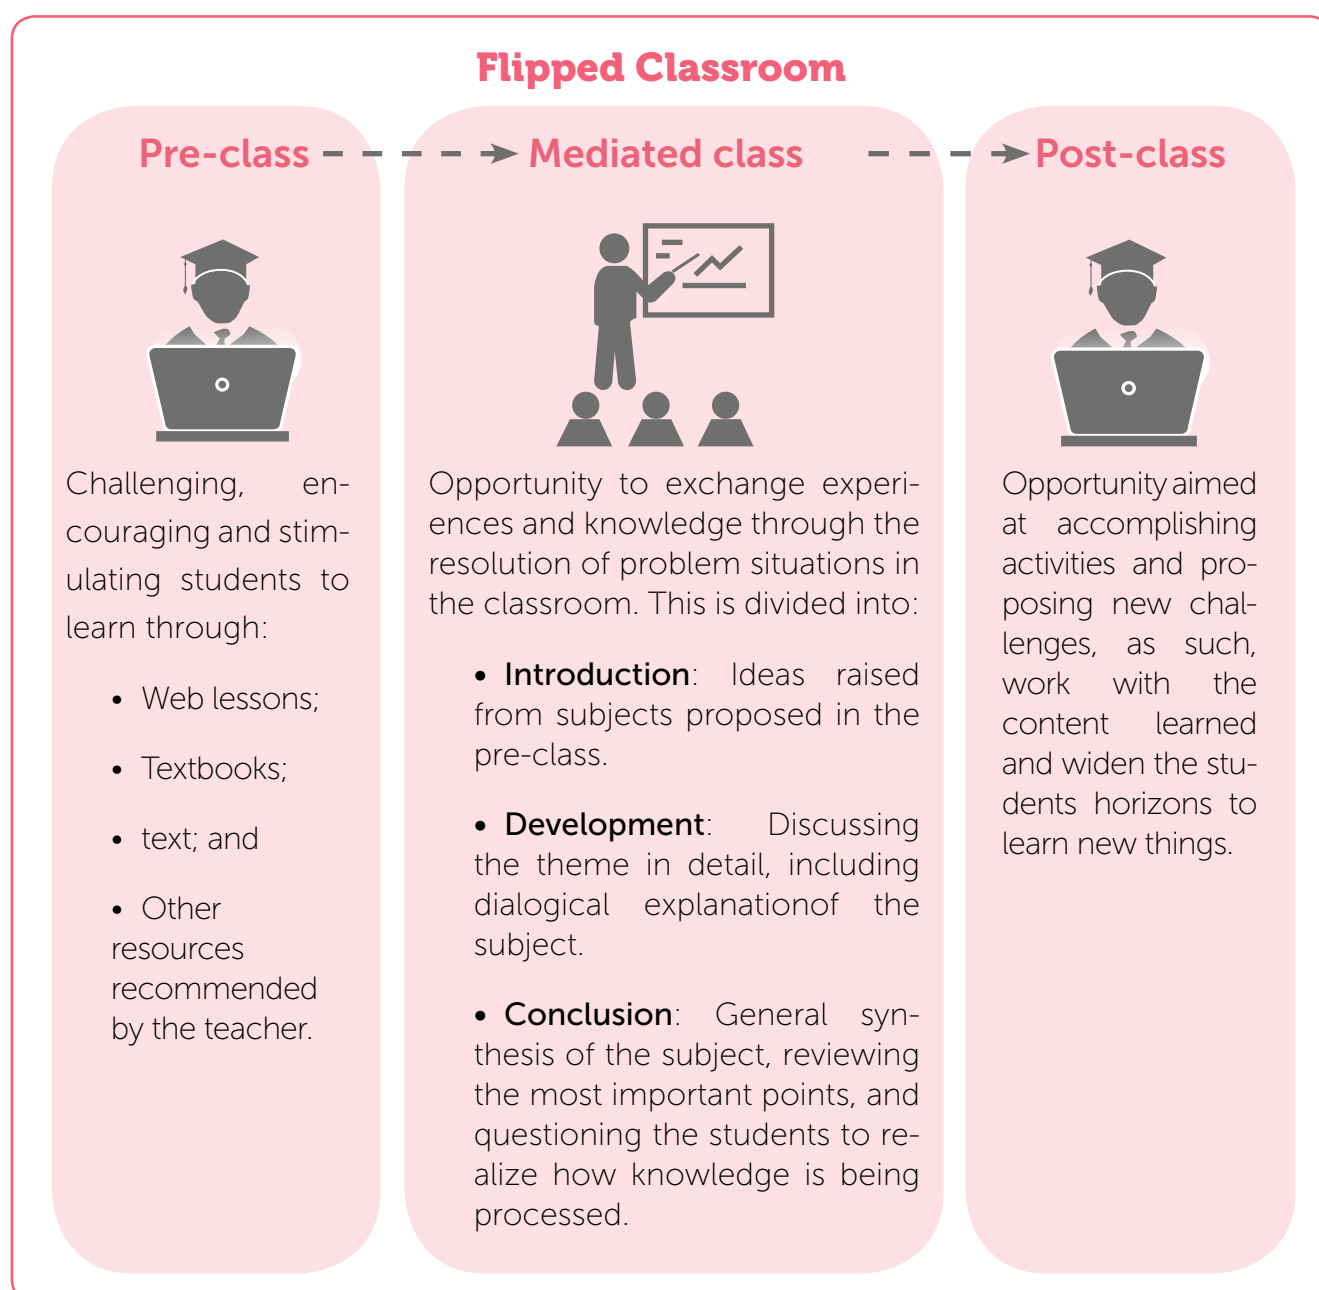 Flipped Classroom
Pre-class
Challenging, en-
couraging and stim-
ulating students to
learn through:
• Web lessons;
• Textbooks;
• text; and
• Other
resources
recommended
by the teacher.
Mediated class
Opportunity to exchange experi-
ences and knowledge through the
resolution of problem situations in
the classroom. This is divided into:
• Introduction: Ideas raised
from subjects proposed in the
pre-class.
• Development: Discussing
the theme in detail, including
dialogical explanationof the
subject.
• Conclusion: General syn-
thesis of the subject, reviewing
the most important points, and
questioning the students to re-
alize how knowledge is being
processed.
Post-class
Opportunity aimed
at accomplishing
activities and pro-
posing new chal-
lenges, as such,
work with the
content learned
and widen the stu-
dents horizons to
learn new things.